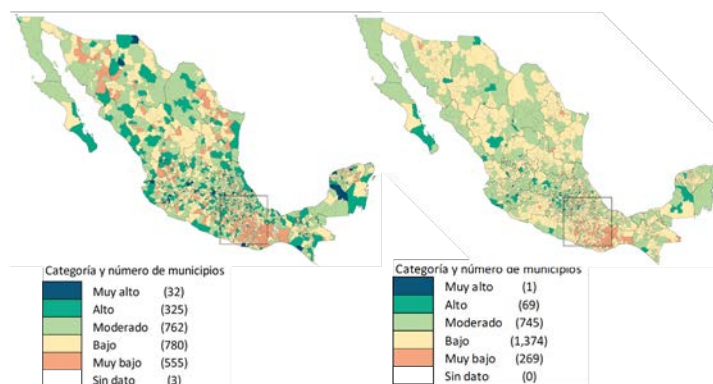 Categoría y número de municipios
Muy alto (32)
Alto (325)
Moderado (762)
Bajo (780)
Muy bajo (555)
Sin dato (3)
Categoría y número de municipios
Muy alto (1)
Alto (69)
Moderado (745)
Bajo (1,374)
Muy bajo (269)
Sin dato (0)